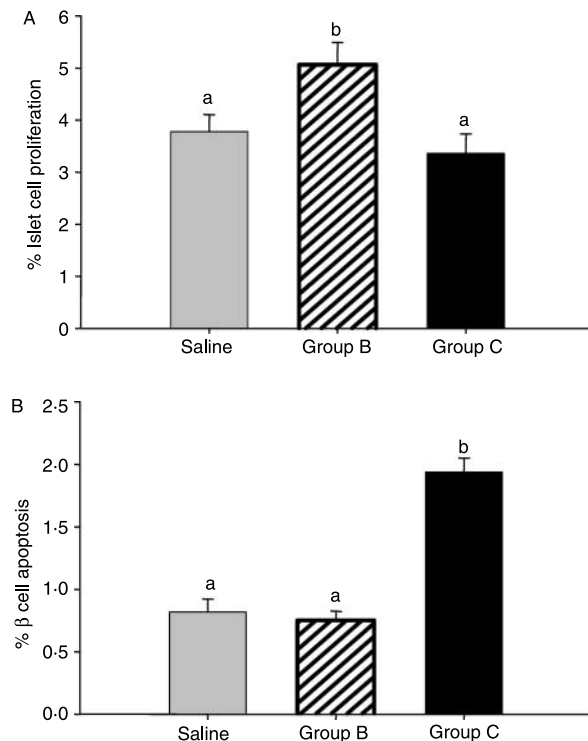 A
6
b
5
a
a
4
3
2
1
0
% Islet cell proliferation
Saline Group B Group C
B
2·5
b
2·0
1·5
1·0
a
a
0·5
0·0
% β cell apoptosis
Saline Group B Group C